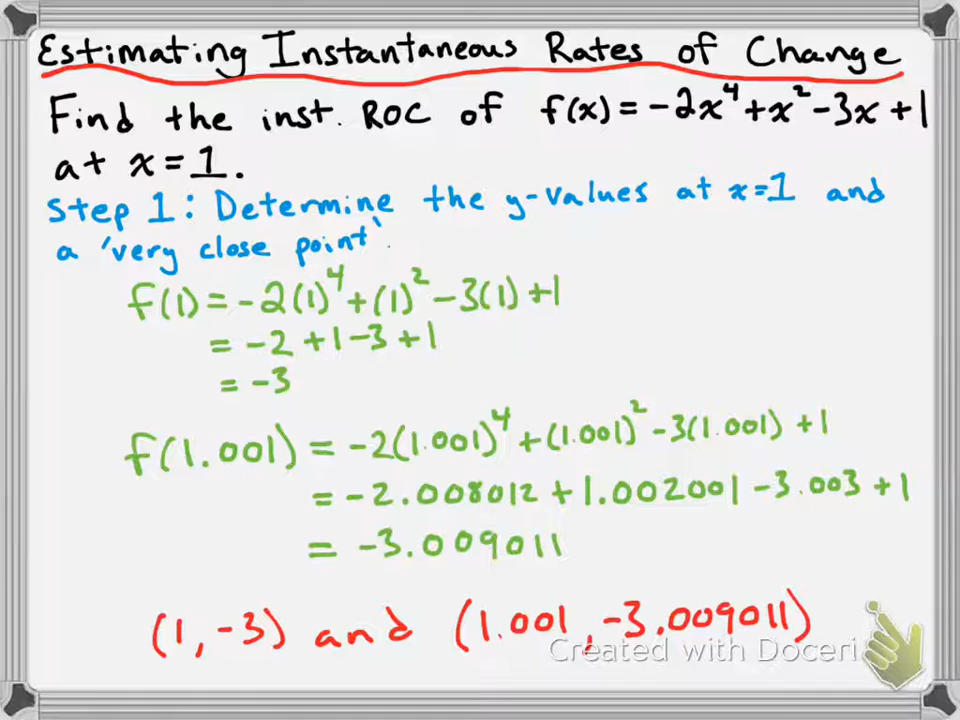 Estimating Instantaneous Rates of Change
Find the inst. ROC of f(x) = -2x⁴ + x² - 3x + 1
at x = 1.
Step 1: Determine the y-values at x=1 and
a 'very close point'.
f(1) = -2(1)⁴ + (1)² - 3(1) + 1
= -2 + 1 - 3 + 1
= -3
f(1.001) = -2(1.001)⁴ + (1.001)² - 3(1.001) + 1
= -2.008012 + 1.002001 - 3.003 + 1
= -3.009011
(1, -3) and (1.001, -3.009011)
Created with Doceri